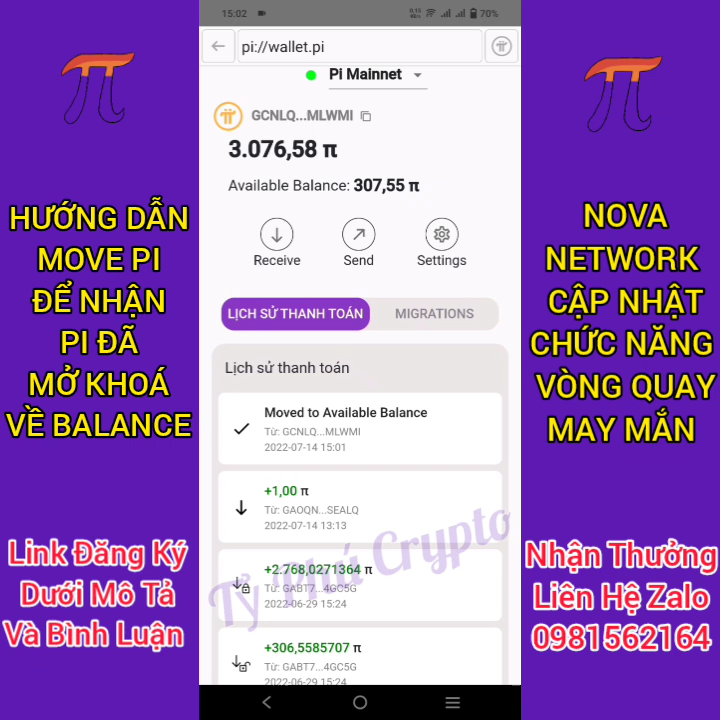 15:02
0,15
KB/s
70%
pi://wallet.pi
Pi Mainnet
GCNLQ...MLWMI
3.076,58 π
Available Balance: 307,55 π
Receive
Send
Settings
LỊCH SỬ THANH TOÁN
MIGRATIONS
Lịch sử thanh toán
Moved to Available Balance
Từ: GCNLQ...MLWMI
2022-07-14 15:01
+1,00 π
Từ: GAOQN...SEALQ
2022-07-14 13:13
+2.768,0271364 π
Từ: GABT7...4GC5G
2022-06-29 15:24
+306,5585707 π
Từ: GABT7...4GC5G
2022-06-29 15:24
Tỷ Phú Crypto
HƯỚNG DẪN
MOVE PI
ĐỂ NHẬN
PI ĐÃ
MỞ KHOÁ
VỀ BALANCE
Link Đăng Ký
Dưới Mô Tả
Và Bình Luận
NOVA
NETWORK
CẬP NHẬT
CHỨC NĂNG
VÒNG QUAY
MAY MẮN
Nhận Thưởng
Liên Hệ Zalo
0981562164